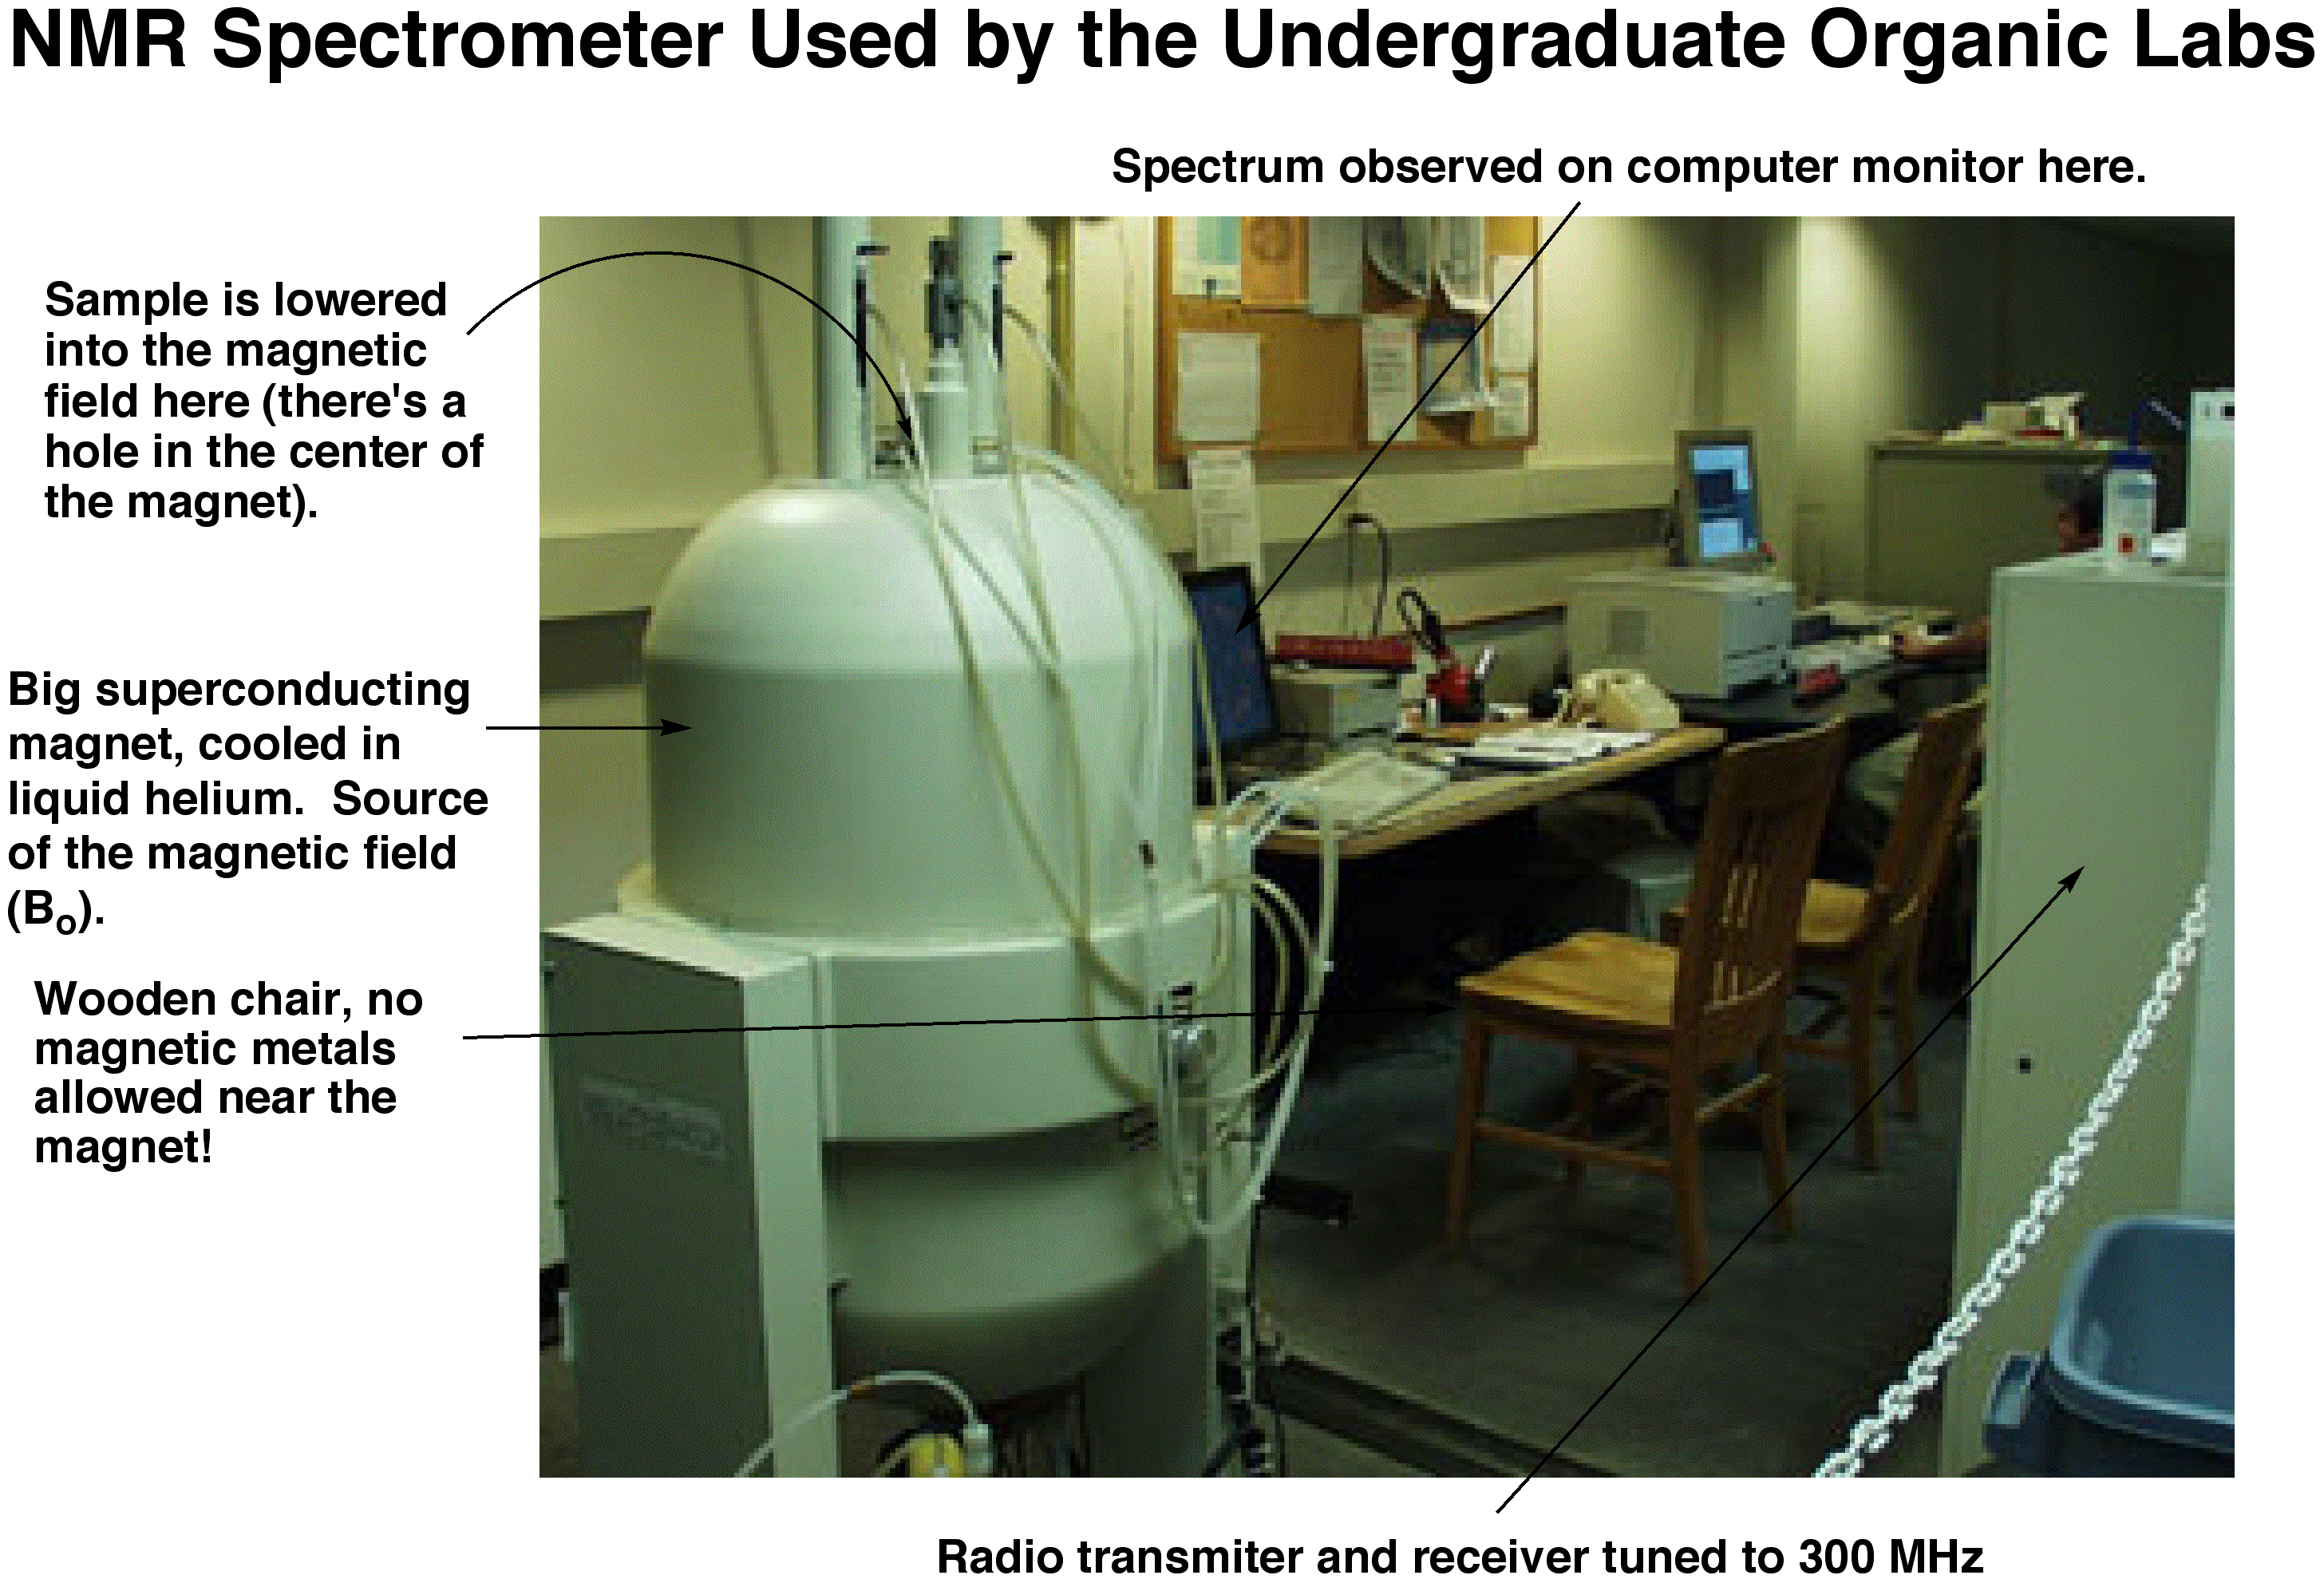 NMR Spectrometer Used by the Undergraduate Organic Labs
Spectrum observed on computer monitor here.
Sample is lowered
into the magnetic
field here (there's a
hole in the center of
the magnet).
Big superconducting
magnet, cooled in
liquid helium.  Source
of the magnetic field
(Bo).
Wooden chair, no
magnetic metals
allowed near the
magnet!
Radio transmiter and receiver tuned to 300 MHz